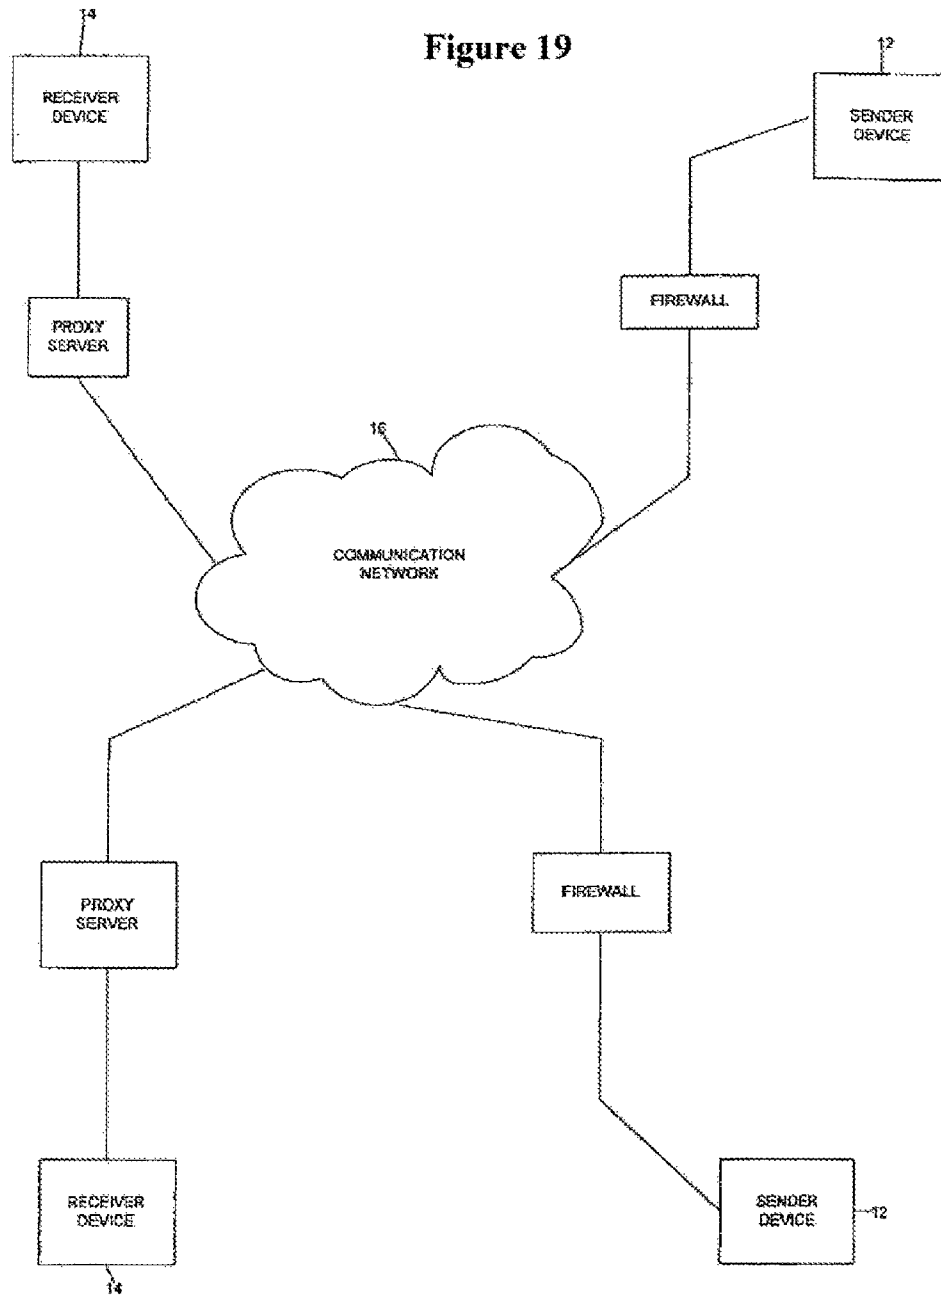 14
Figure 19
12
RECEIVER
DEVICE
SENDER
DEVICE
FIREWALL
PROXY
SERVER
16
COMMUNICATION
NETWORK
PROXY
SERVER
FIREWALL
RECEIVER
DEVICE
SENDER
DEVICE
12
14